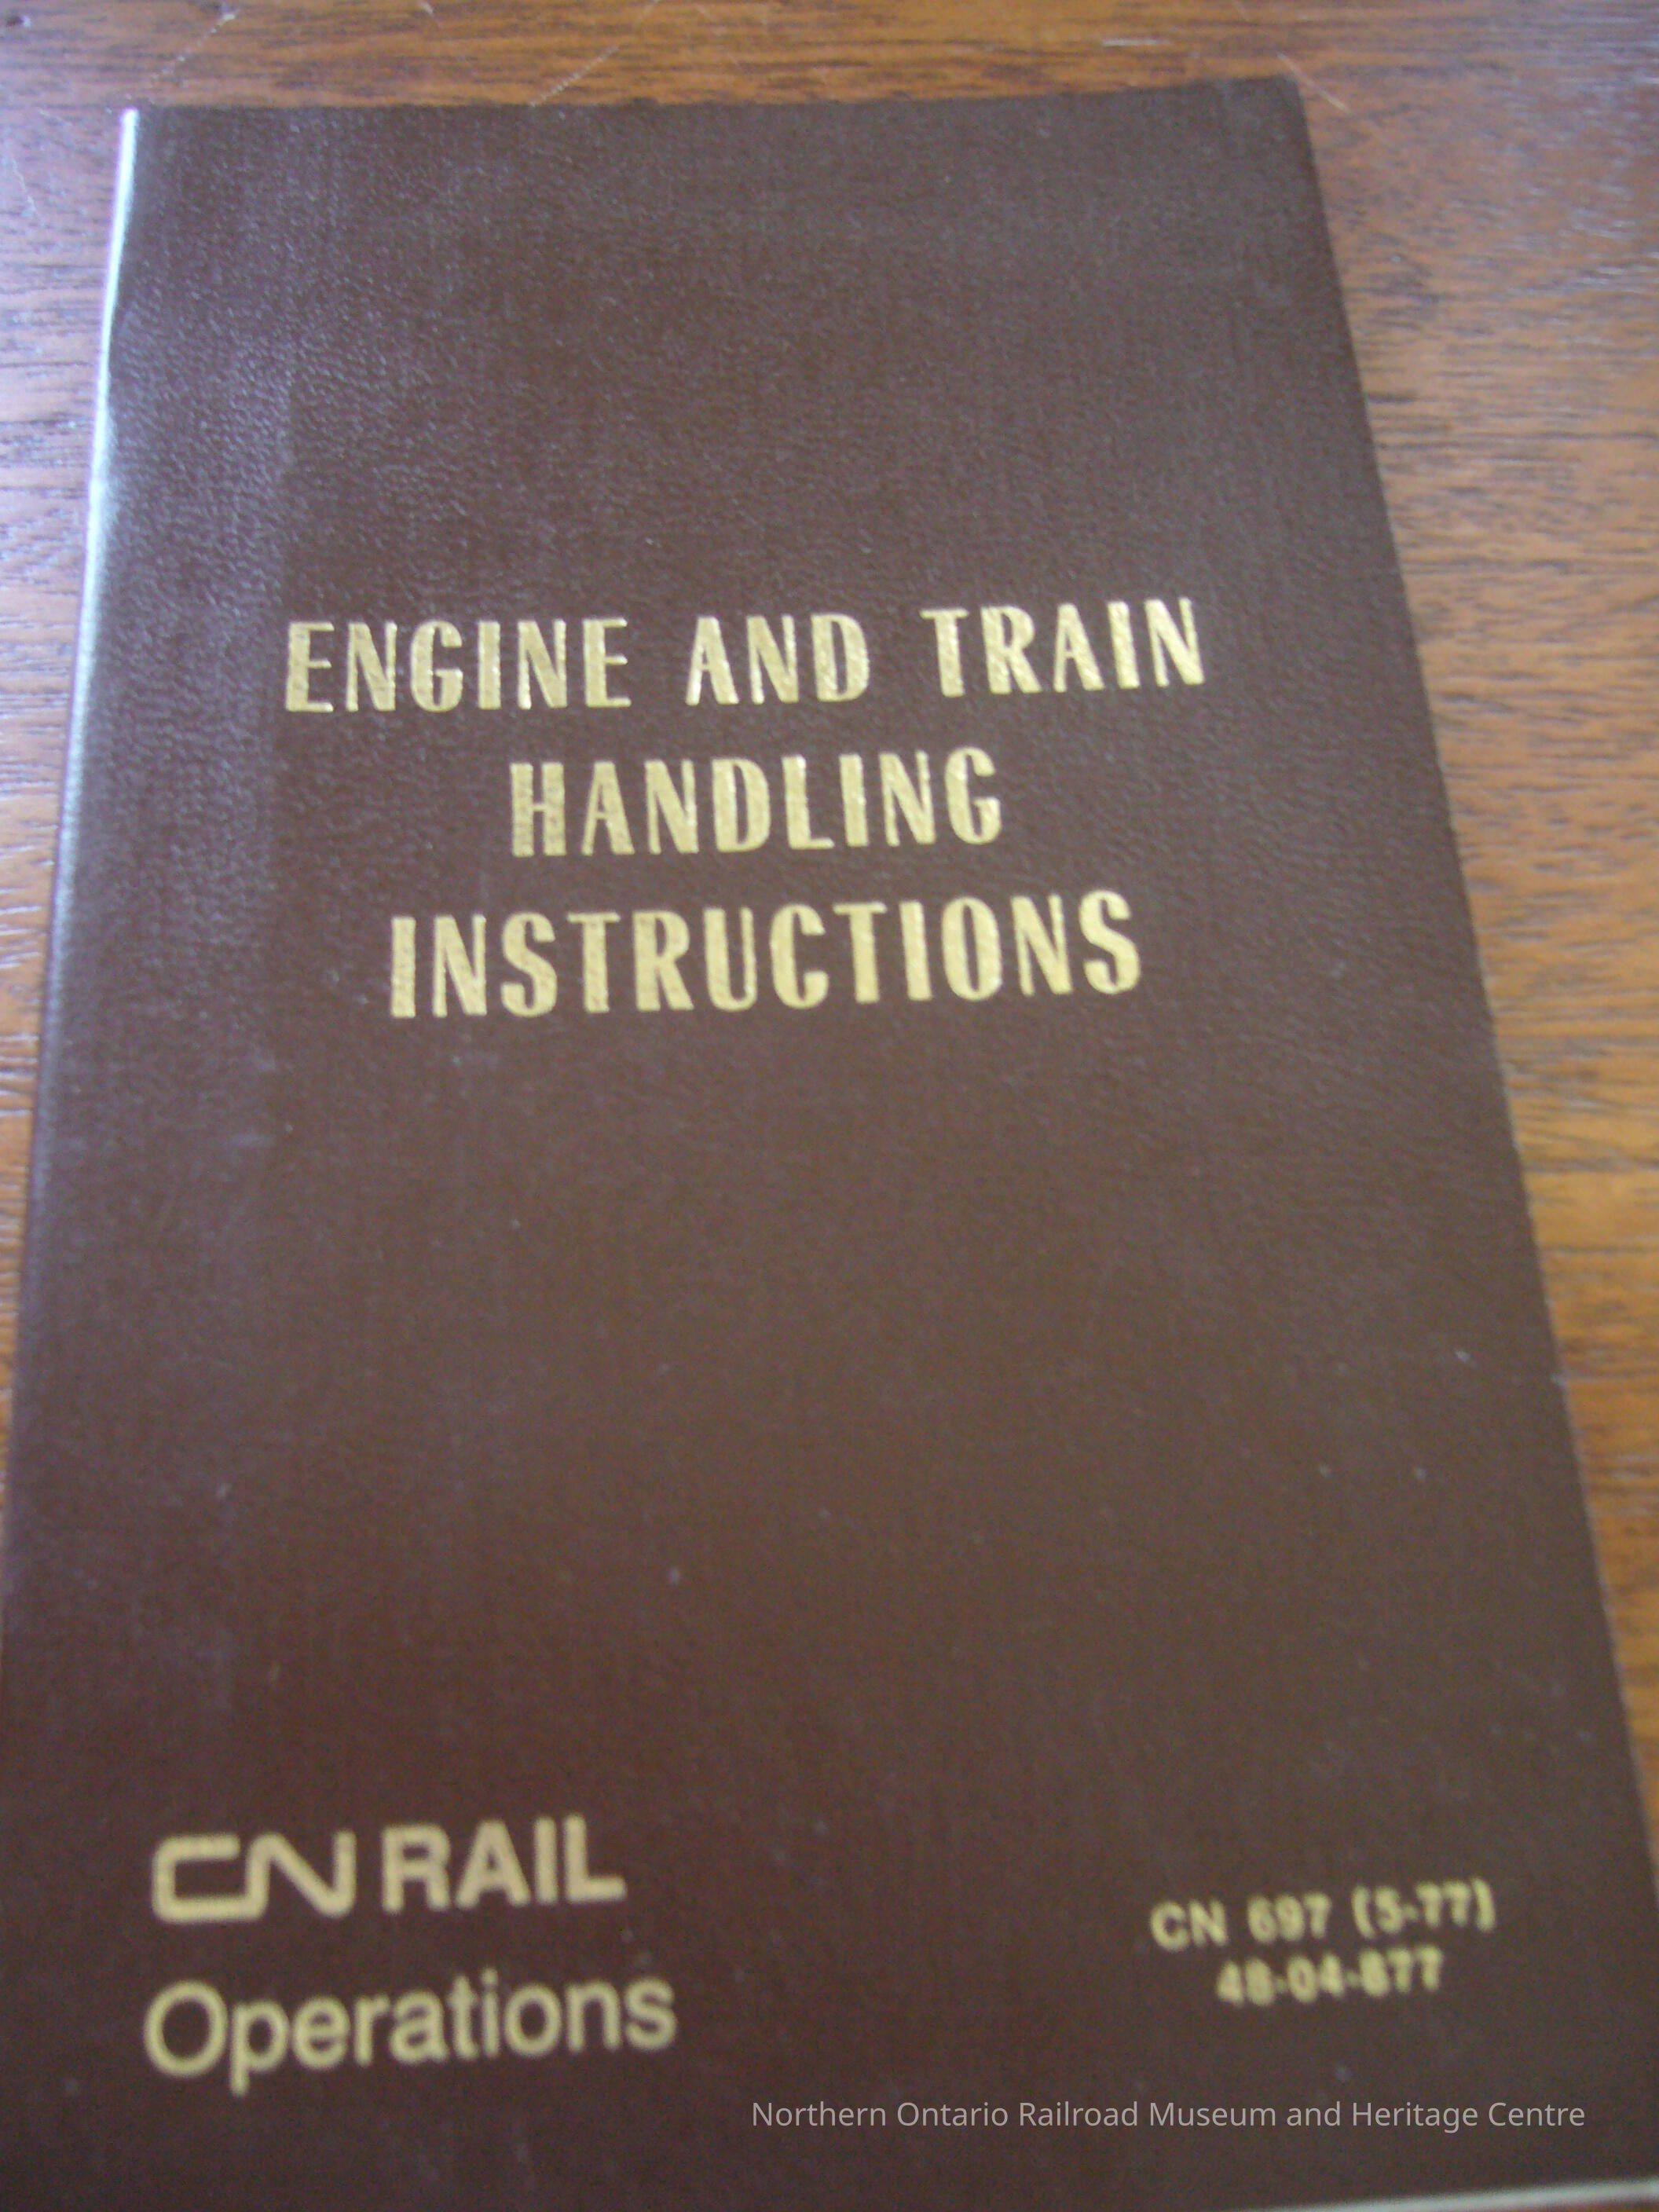 ENGINE AND TRAIN
HANDLING
INSTRUCTIONS
CN RAIL
Operations
CN 697 (5-77)
48-04-877
Northern Ontario Railroad Museum and Heritage Centre